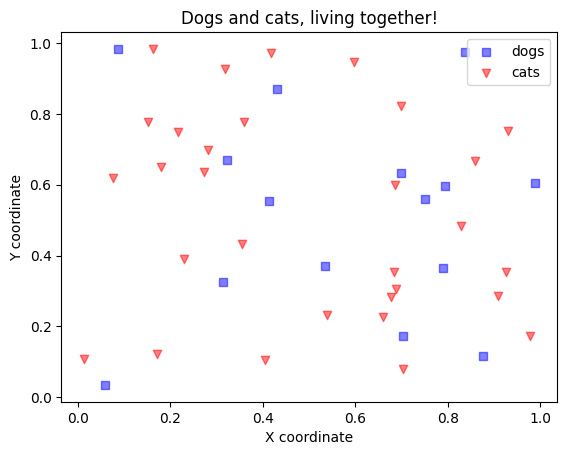 Dogs and cats, living together!
dogs
cats
1.0
0.8
0.6
0.4
0.2
0.0
Y coordinate
0.0 0.2 0.4 0.6 0.8 1.0
X coordinate